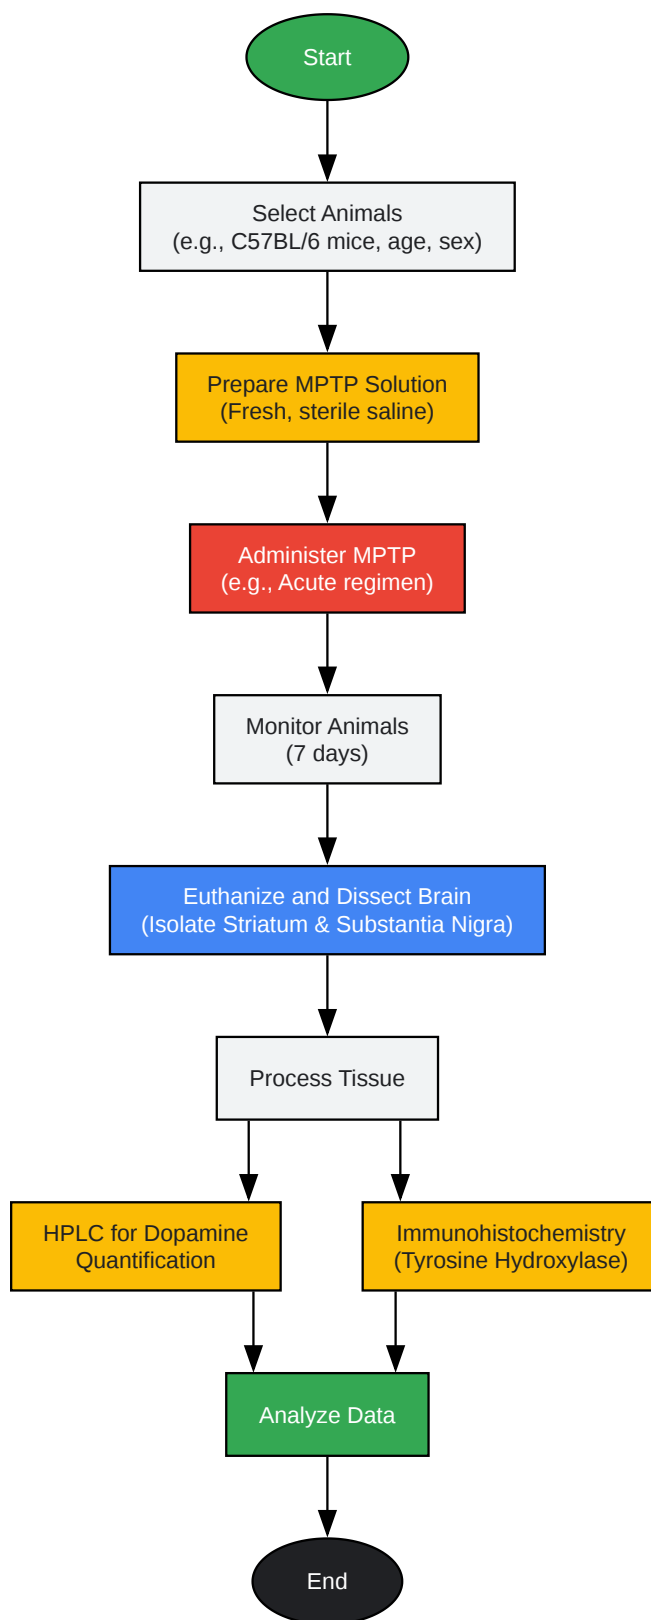 Start
Select Animals
(e.g., C57BL/6 mice, age, sex)
Prepare MPTP Solution
(Fresh, sterile saline)
Administer MPTP
(e.g., Acute regimen)
Monitor Animals
(7 days)
Euthanize and Dissect Brain
(Isolate Striatum & Substantia Nigra)
Process Tissue
HPLC for Dopamine
Quantification
Immunohistochemistry
(Tyrosine Hydroxylase)
Analyze Data
End